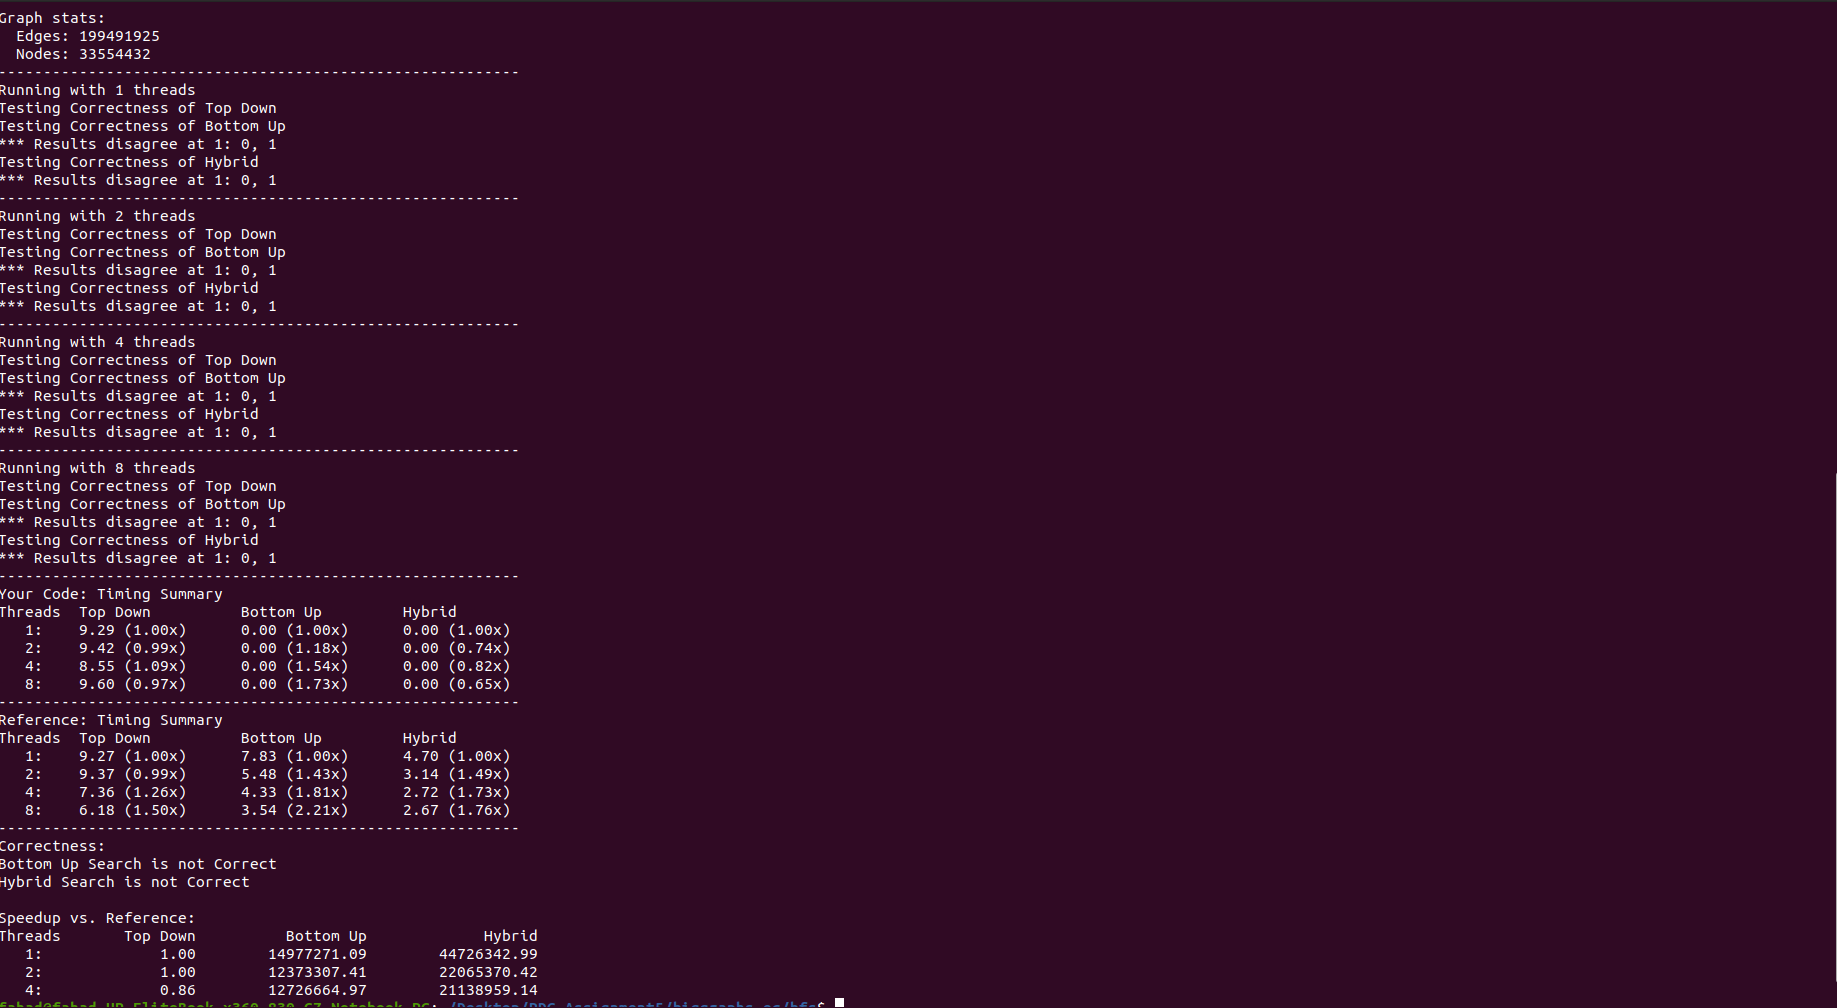 Graph stats:
  Edges: 199491925
  Nodes: 33554432
----------------------------------------------------------
Running with 1 threads
Testing Correctness of Top Down
Testing Correctness of Bottom Up
*** Results disagree at 1: 0, 1
Testing Correctness of Hybrid
*** Results disagree at 1: 0, 1
----------------------------------------------------------
Running with 2 threads
Testing Correctness of Top Down
Testing Correctness of Bottom Up
*** Results disagree at 1: 0, 1
Testing Correctness of Hybrid
*** Results disagree at 1: 0, 1
----------------------------------------------------------
Running with 4 threads
Testing Correctness of Top Down
Testing Correctness of Bottom Up
*** Results disagree at 1: 0, 1
Testing Correctness of Hybrid
*** Results disagree at 1: 0, 1
----------------------------------------------------------
Running with 8 threads
Testing Correctness of Top Down
Testing Correctness of Bottom Up
*** Results disagree at 1: 0, 1
Testing Correctness of Hybrid
*** Results disagree at 1: 0, 1
----------------------------------------------------------
Your Code: Timing Summary
Threads  Top Down          Bottom Up         Hybrid
   1:    9.29 (1.00x)      0.00 (1.00x)      0.00 (1.00x)
   2:    9.42 (0.99x)      0.00 (1.18x)      0.00 (0.74x)
   4:    8.55 (1.09x)      0.00 (1.54x)      0.00 (0.82x)
   8:    9.60 (0.97x)      0.00 (1.73x)      0.00 (0.65x)
----------------------------------------------------------
Reference: Timing Summary
Threads  Top Down          Bottom Up         Hybrid
   1:    9.27 (1.00x)      7.83 (1.00x)      4.70 (1.00x)
   2:    9.37 (0.99x)      5.48 (1.43x)      3.14 (1.49x)
   4:    7.36 (1.26x)      4.33 (1.81x)      2.72 (1.73x)
   8:    6.18 (1.50x)      3.54 (2.21x)      2.67 (1.76x)
----------------------------------------------------------
Correctness:
Bottom Up Search is not Correct
Hybrid Search is not Correct

Speedup vs. Reference:
Threads       Top Down          Bottom Up             Hybrid
   1:             1.00        14977271.09        44726342.99
   2:             1.00        12373307.41        22065370.42
   4:             0.86        12726664.97        21138959.14